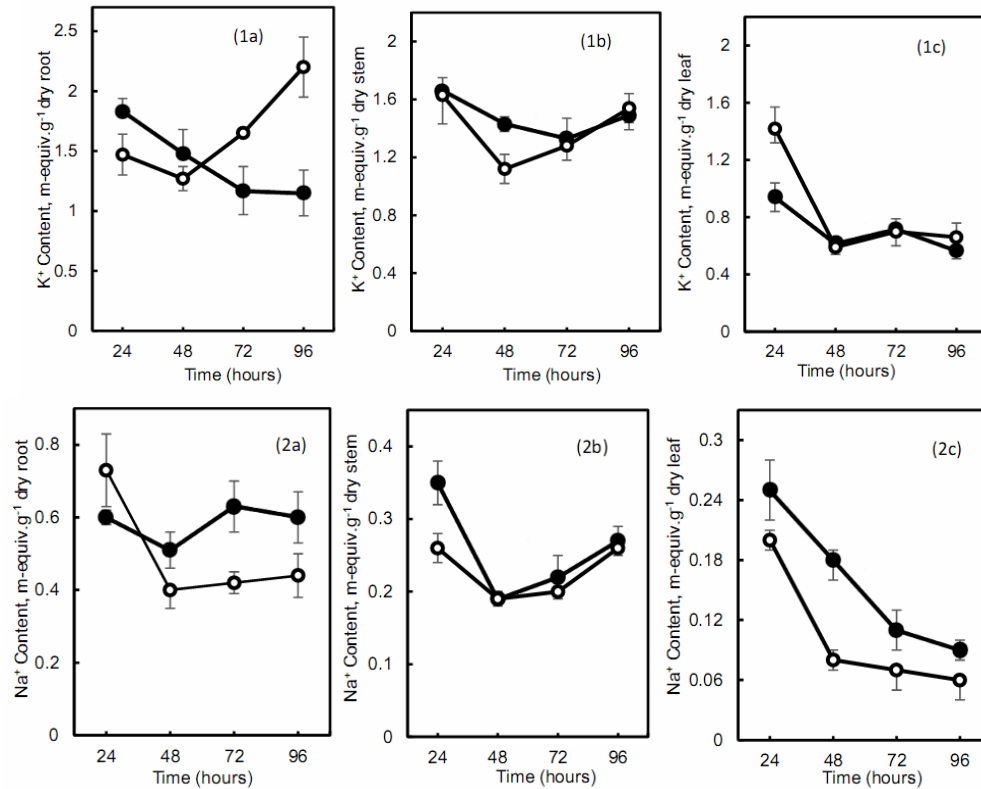 (1a)
K⁺ Content, m-equiv.g⁻¹ dry root
2.5
2
1.5
1
0.5
0
24 48 72 96
Time (hours)
(1b)
K⁺ Content, m-equiv.g⁻¹ dry stem
2
1.6
1.2
0.8
0.4
0
24 48 72 96
Time (hours)
(1c)
K⁺ Content, m-equiv.g⁻¹ dry leaf
2
1.6
1.2
0.8
0.4
0
24 48 72 96
Time (hours)
(2a)
Na⁺ Content, m-equiv.g⁻¹ dry root
0.8
0.6
0.4
0.2
0
24 48 72 96
Time (hours)
(2b)
Na⁺ Content, m-equiv.g⁻¹ dry stem
0.4
0.3
0.2
0.1
0
24 48 72 96
Time (hours)
(2c)
Na⁺ Content, m-equiv.g⁻¹ dry leaf
0.3
0.24
0.18
0.12
0.06
0
24 48 72 96
Time (hours)